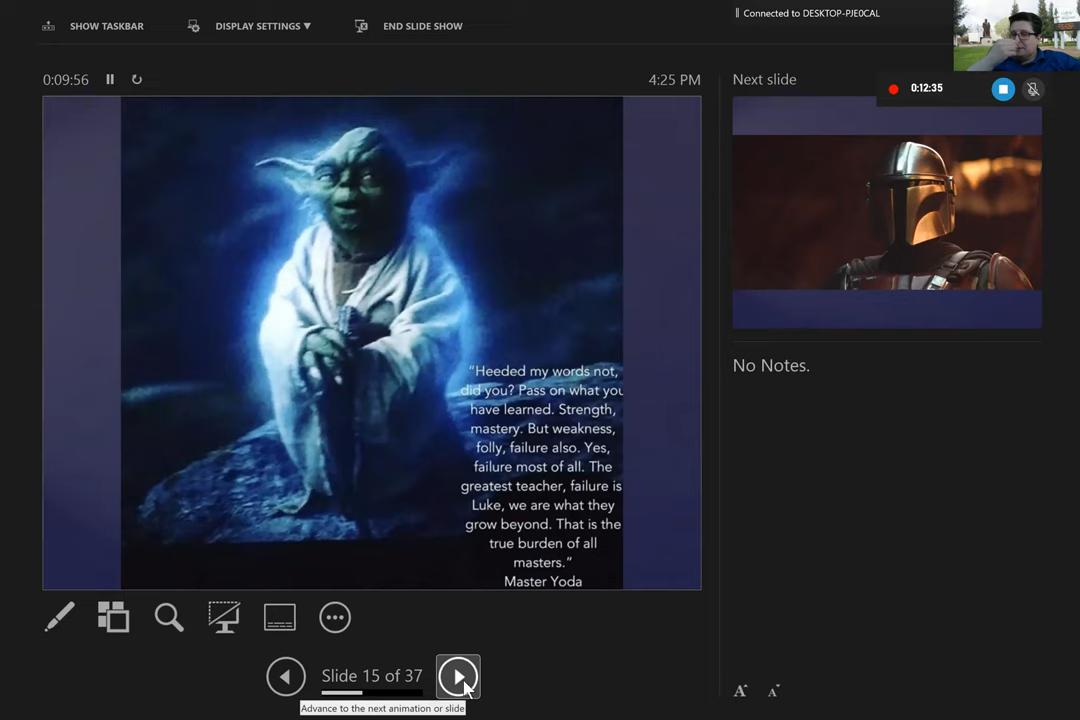 SHOW TASKBAR
DISPLAY SETTINGS ▼
END SLIDE SHOW
Connected to DESKTOP-PJE0CAL
0:09:56
4:25 PM
Next slide
0:12:35
"Heeded my words not,
did you? Pass on what you
have learned. Strength,
mastery. But weakness,
folly, failure also. Yes,
failure most of all. The
greatest teacher, failure is
Luke, we are what they
grow beyond. That is the
true burden of all
masters."
Master Yoda
No Notes.
Slide 15 of 37
Advance to the next animation or slide
A
A